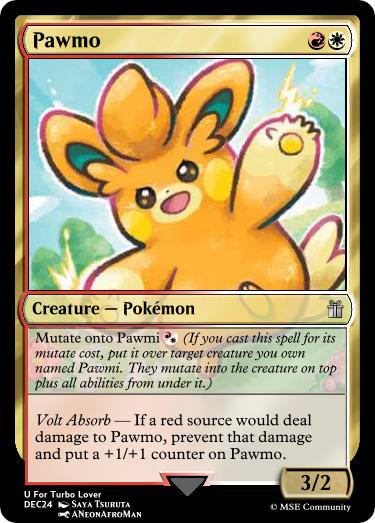 Pawmo
Creature — Pokémon
Mutate onto Pawmi (If you cast this spell for its
mutate cost, put it over target creature you own
named Pawmi. They mutate into the creature on top
plus all abilities from under it.)
Volt Absorb — If a red source would deal
damage to Pawmo, prevent that damage
and put a +1/+1 counter on Pawmo.
3/2
U For Turbo Lover
DEC24 Saya Tsuruta
ANeonAfroMan
© MSE Community